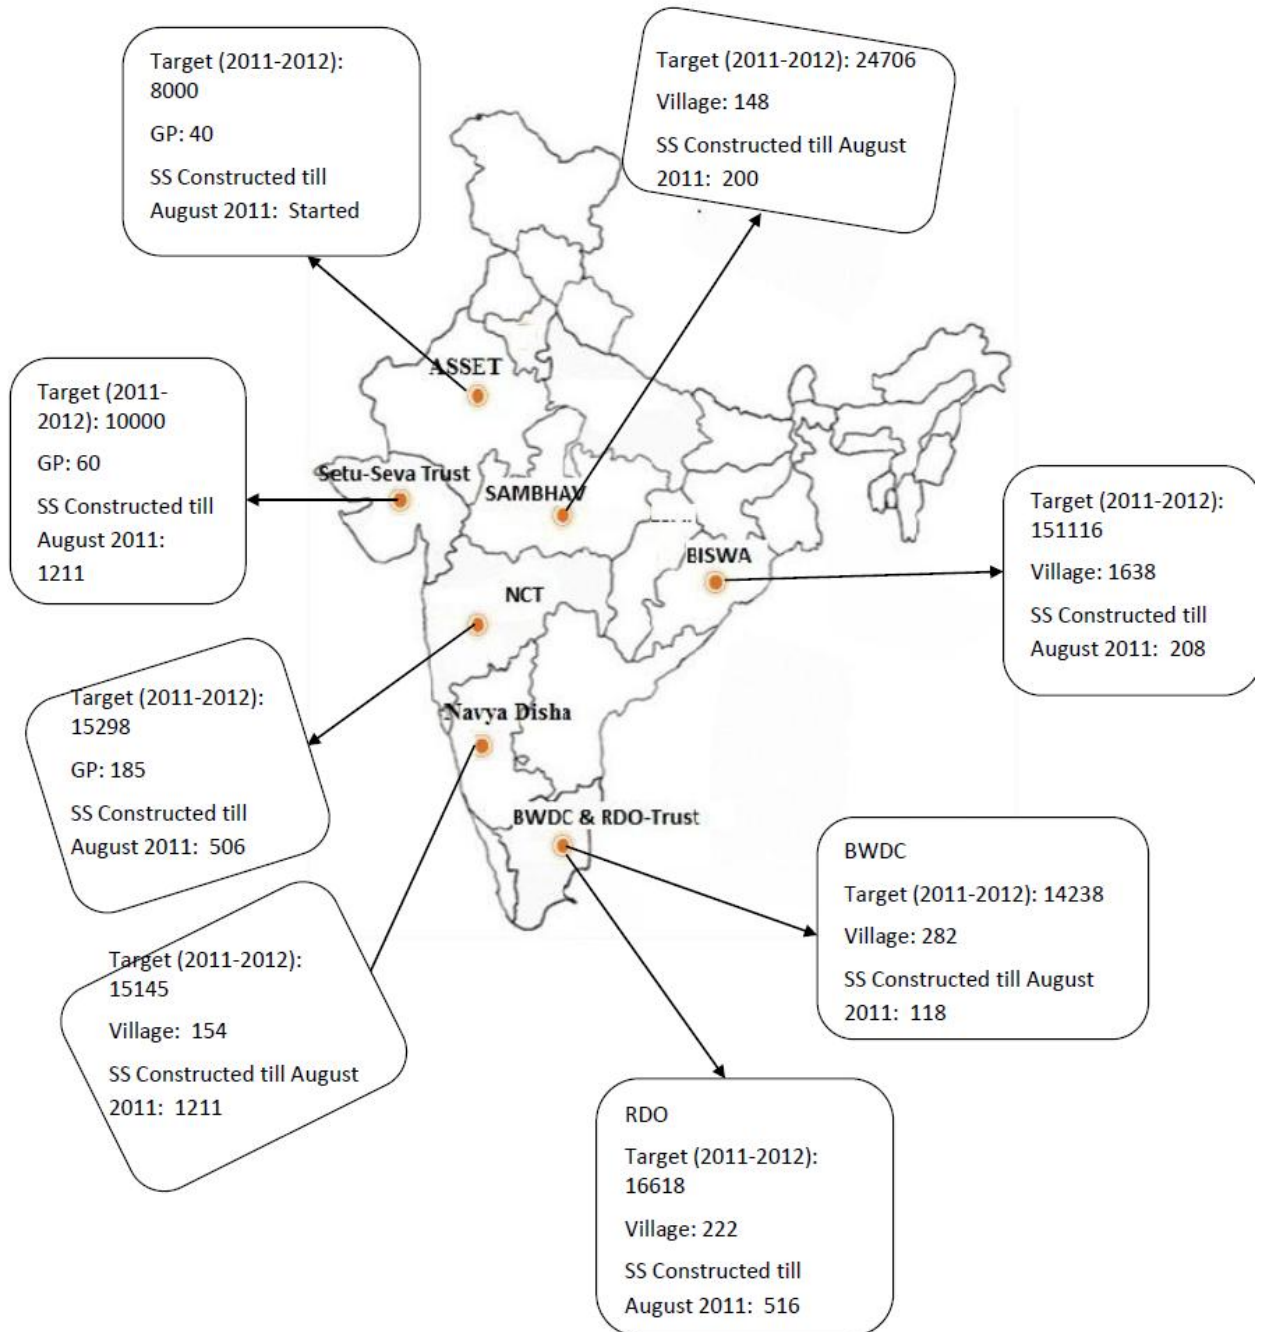 Target (2011-2012):
8000
GP: 40
SS Constructed till
August 2011: Started
Target (2011-2012): 24706
Village: 148
SS Constructed till August
2011: 200
ASSET
Target (2011-
2012): 10000
GP: 60
SS Constructed till
August 2011:
1211
Setu-Seva Trust
SAMBHAV
BISWA
Target (2011-2012):
151116
Village: 1638
SS Constructed till
August 2011: 208
NCT
Target (2011-2012):
15298
GP: 185
SS Constructed till
August 2011: 506
Navya Disha
BWDC & RDO-Trust
BWDC
Target (2011-2012): 14238
Village: 282
SS Constructed till August
2011: 118
Target (2011-2012):
15145
Village: 154
SS Constructed till August
2011: 1211
RDO
Target (2011-2012):
16618
Village: 222
SS Constructed till
August 2011: 516